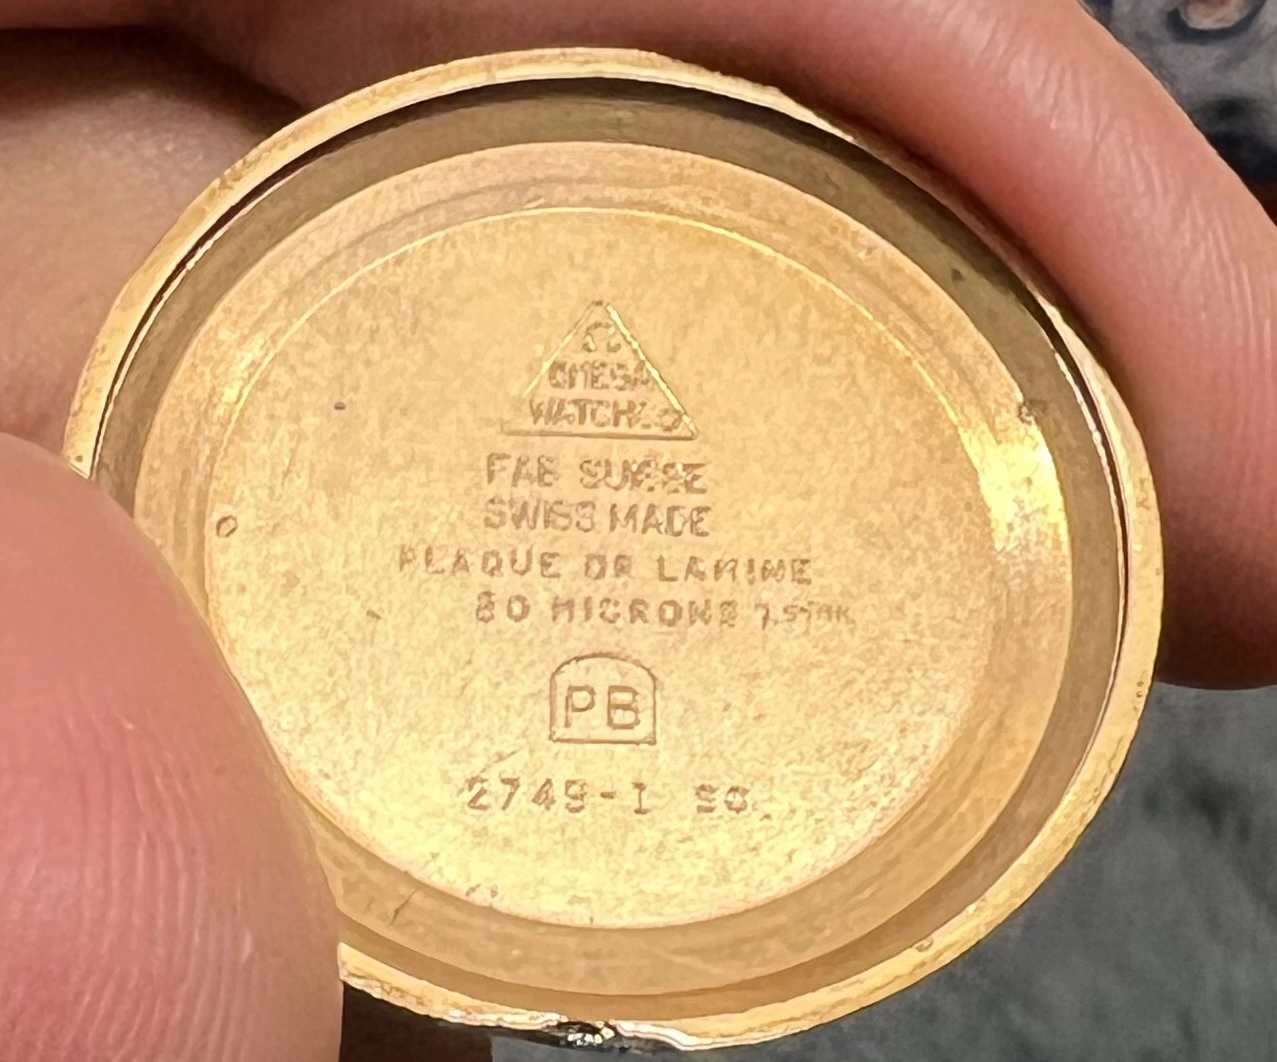 Ω
OMEGA
WATCH Co
FAB SUISSE
SWISS MADE
PLAQUE OR LAMINE
80 MICRONS
PB
2749-1 SC